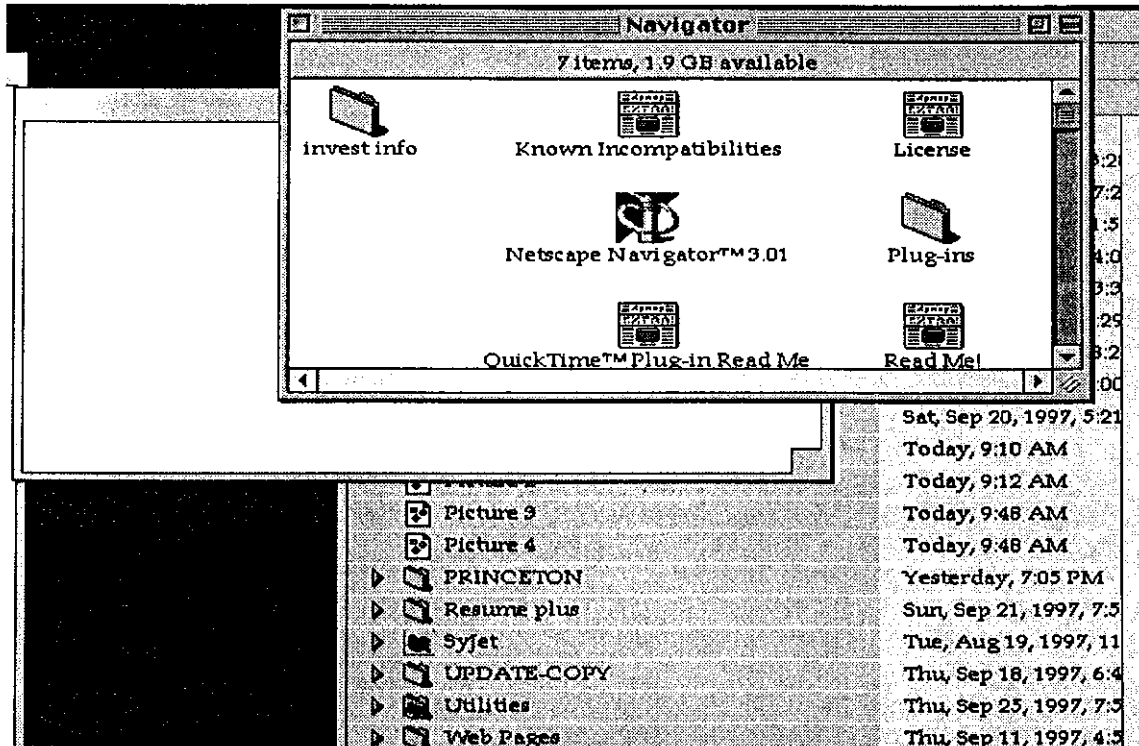 Navigator
7 items, 1.9 GB available
invest info
Known Incompatibilities
License
Netscape Navigator™ 3.01
Plug-ins
QuickTime™ Plug-in Read Me
Read Me!
Sat, Sep 20, 1997, 5:21
Today, 9:10 AM
Today, 9:12 AM
Picture 3 Today, 9:48 AM
Picture 4 Today, 9:48 AM
PRINCETON Yesterday, 7:05 PM
Resume plus Sun, Sep 21, 1997, 7:5
SyJet Tue, Aug 19, 1997, 11
UPDATE-COPY Thu, Sep 18, 1997, 6:4
Utilities Thu, Sep 25, 1997, 7:5
Web Pages Thu, Sep 11, 1997, 4:5